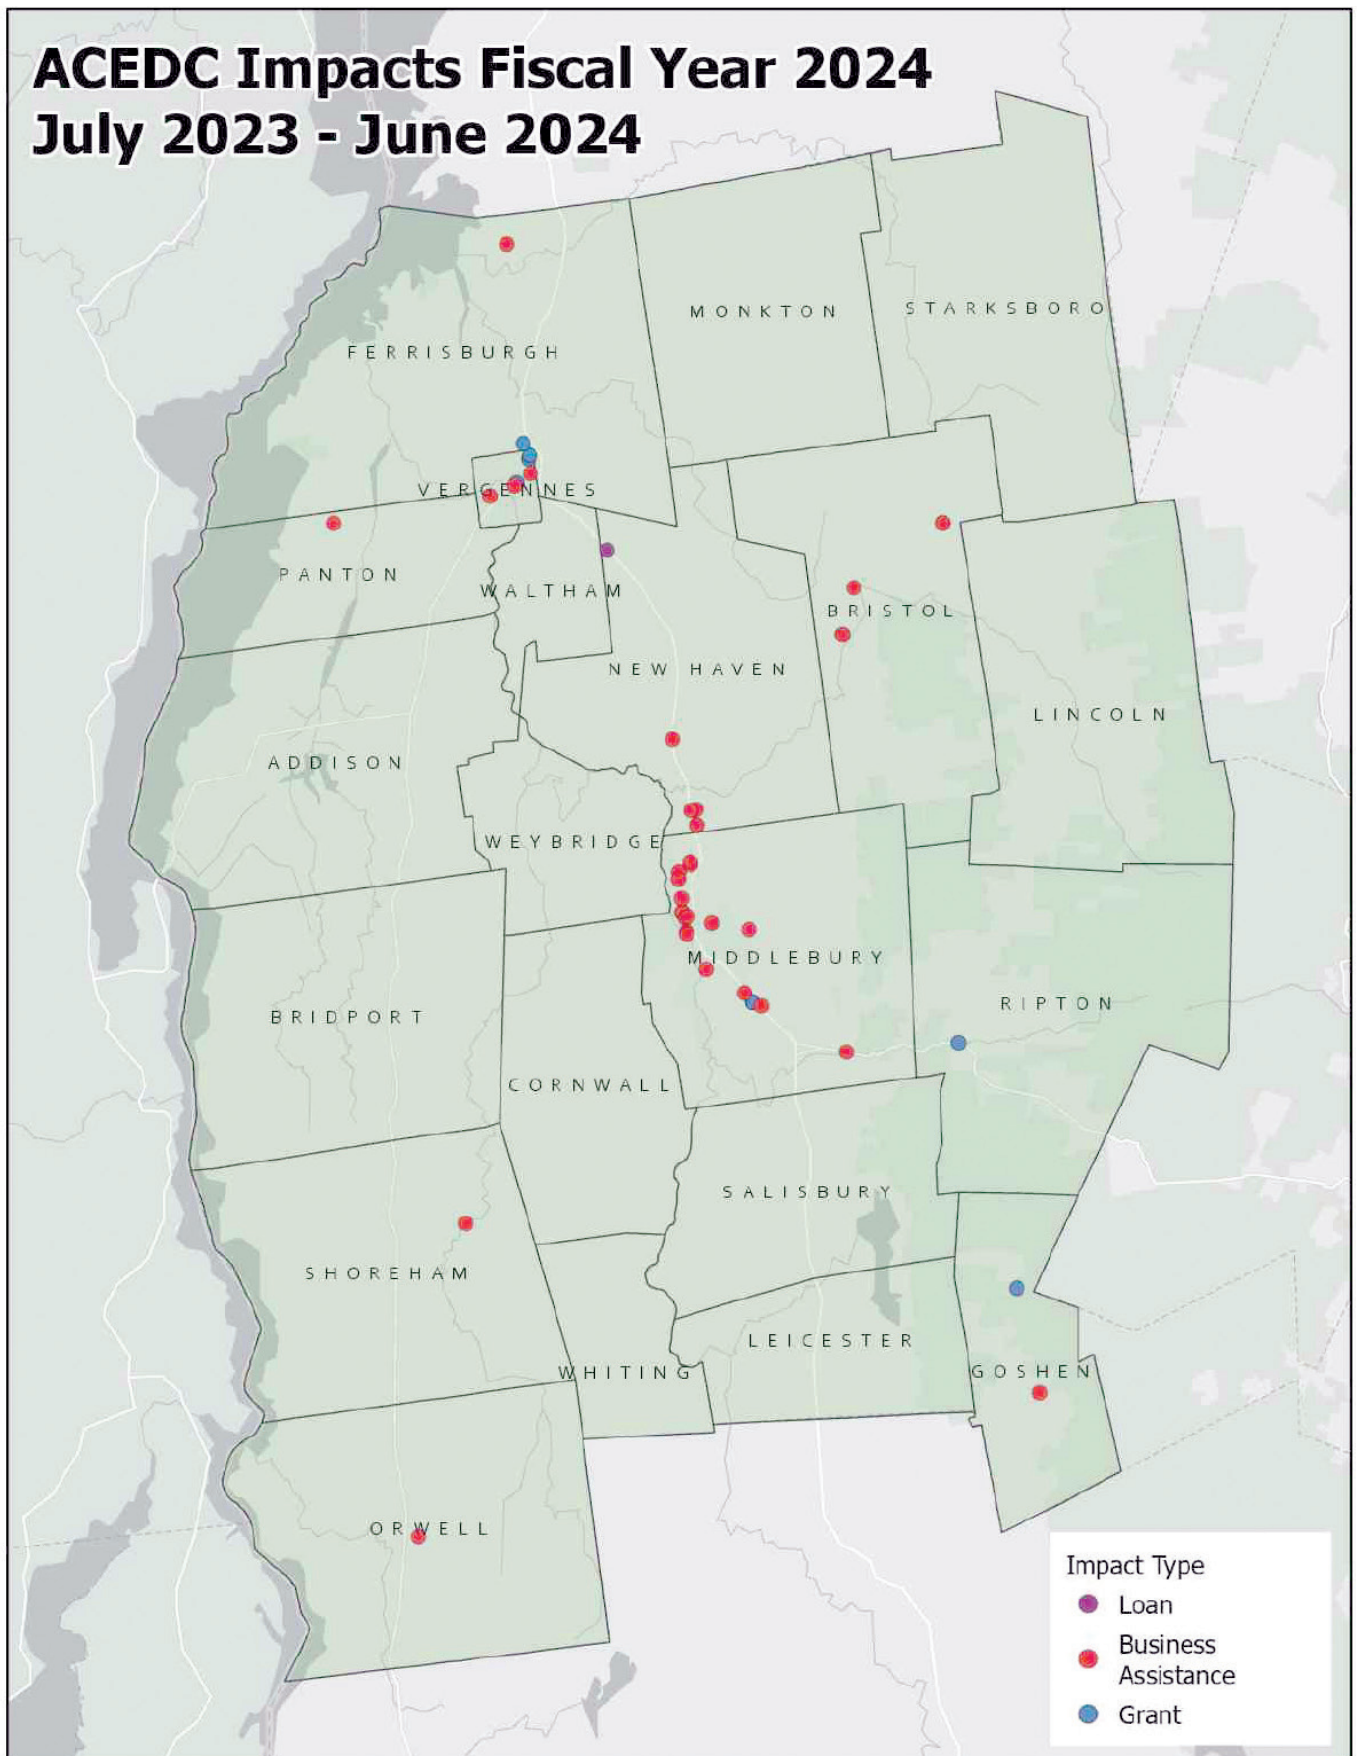 ACEDC Impacts Fiscal Year 2024
July 2023 - June 2024
MONKTON
STARKSBORO
FERRISBURGH
VERGENNES
PANTON
WALTHAM
BRISTOL
NEW HAVEN
LINCOLN
ADDISON
WEYBRIDGE
MIDDLEBURY
RIPTON
BRIDPORT
CORNWALL
SALISBURY
SHOREHAM
LEICESTER
WHITING
GOSHEN
ORWELL
Impact Type
Loan
Business
Assistance
Grant